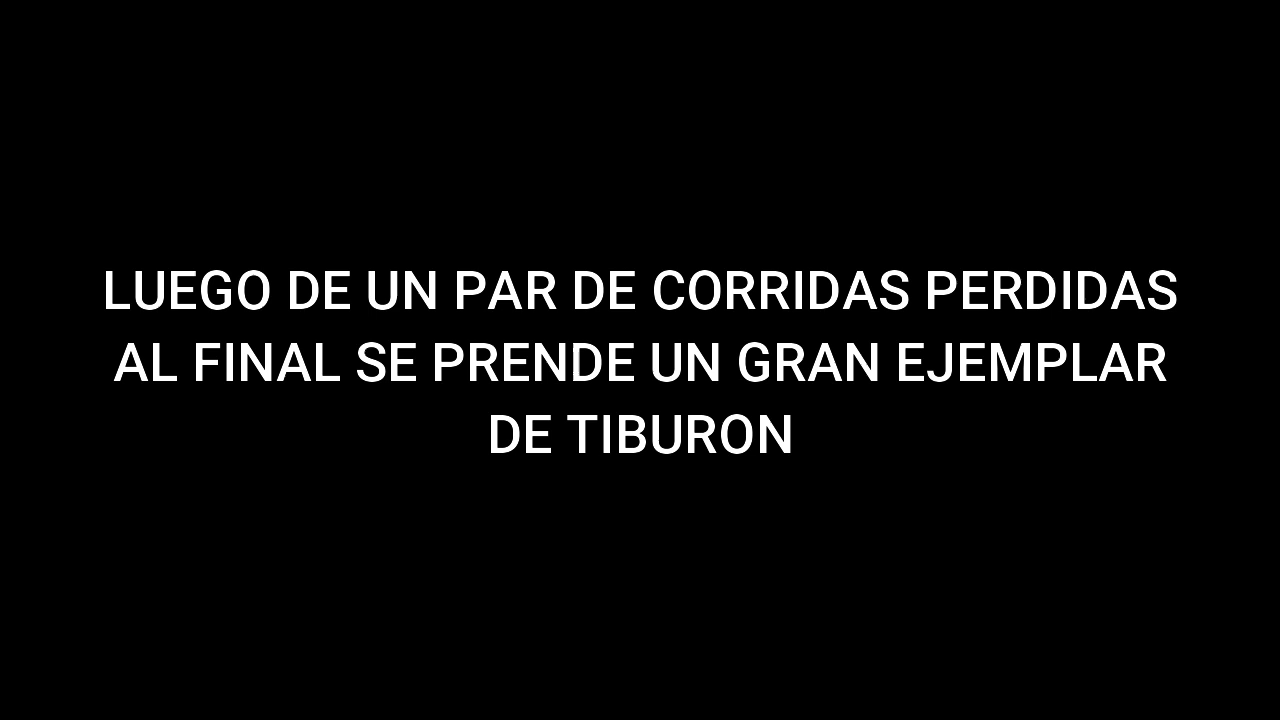 LUEGO DE UN PAR DE CORRIDAS PERDIDAS
AL FINAL SE PRENDE UN GRAN EJEMPLAR
DE TIBURON